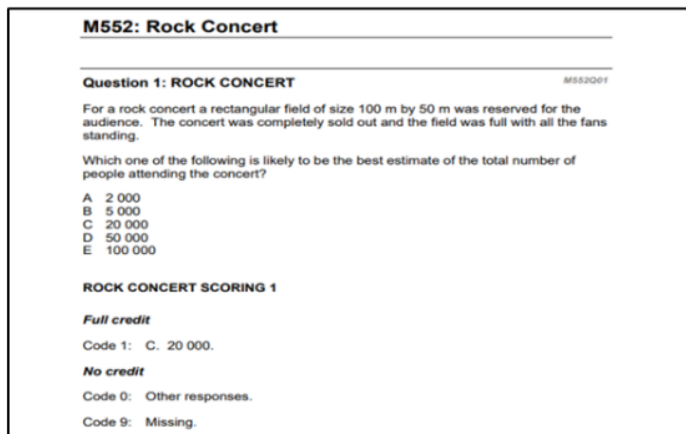 M552: Rock Concert
Question 1: ROCK CONCERT M552Q01
For a rock concert a rectangular field of size 100 m by 50 m was reserved for the
audience. The concert was completely sold out and the field was full with all the fans
standing.
Which one of the following is likely to be the best estimate of the total number of
people attending the concert?
A 2 000
B 5 000
C 20 000
D 50 000
E 100 000
ROCK CONCERT SCORING 1
Full credit
Code 1: C. 20 000.
No credit
Code 0: Other responses.
Code 9: Missing.